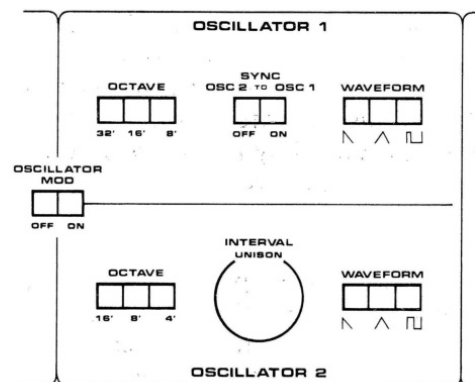 OSCILLATOR 1
OCTAVE
32' 16' 8'
SYNC
OSC 2 TO OSC 1
OFF ON
WAVEFORM
OSCILLATOR
MOD
OFF ON
INTERVAL
UNISON
OCTAVE
16' 8' 4'
WAVEFORM
OSCILLATOR 2